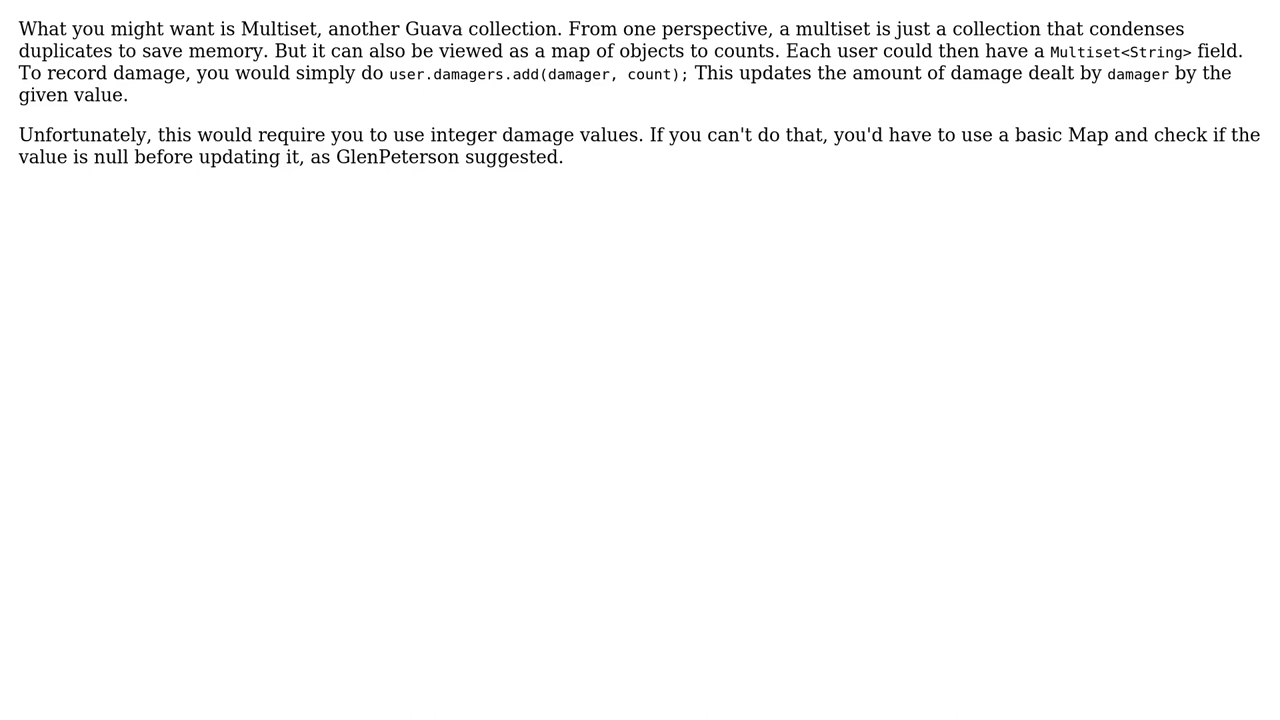 What you might want is Multiset, another Guava collection. From one perspective, a multiset is just a collection that condenses
duplicates to save memory. But it can also be viewed as a map of objects to counts. Each user could then have a Multiset<String> field.
To record damage, you would simply do user.damagers.add(damager, count); This updates the amount of damage dealt by damager by the
given value.
Unfortunately, this would require you to use integer damage values. If you can't do that, you'd have to use a basic Map and check if the
value is null before updating it, as GlenPeterson suggested.